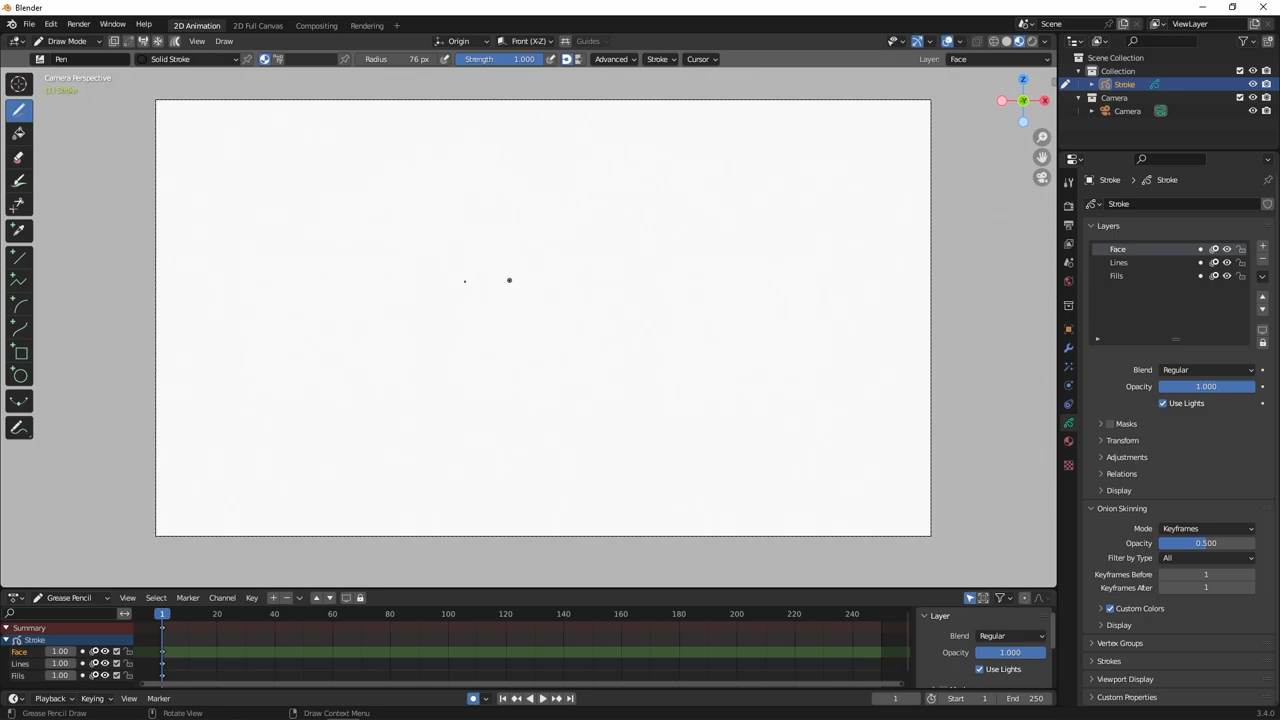 Blender
File Edit Render Window Help 2D Animation 2D Full Canvas Compositing Rendering + Scene ViewLayer
Draw Mode View Draw Origin Front (X-Z) Guides
Pen Solid Stroke Radius 76 px Strength 1.000 Advanced Stroke Cursor Layer: Face
Camera Perspective
(1) Stroke
Z
-Y
X
Scene Collection
Collection
Stroke
Camera
Camera
Stroke > Stroke
Stroke
Layers
Face
Lines
Fills
Blend Regular
Opacity 1.000
Use Lights
Masks
Transform
Adjustments
Relations
Display
Onion Skinning
Mode Keyframes
Opacity 0.500
Filter by Type All
Keyframes Before 1
Keyframes After 1
Custom Colors
Display
Vertex Groups
Strokes
Viewport Display
Custom Properties
Grease Pencil View Select Marker Channel Key
1 20 40 60 80 100 120 140 160 180 200 220 240
Summary
Stroke
Face 1.00
Lines 1.00
Fills 1.00
Layer
Blend Regular
Opacity 1.000
Use Lights
Playback Keying View Marker 1 Start 1 End 250
Grease Pencil Draw Rotate View Draw Context Menu 3.4.0